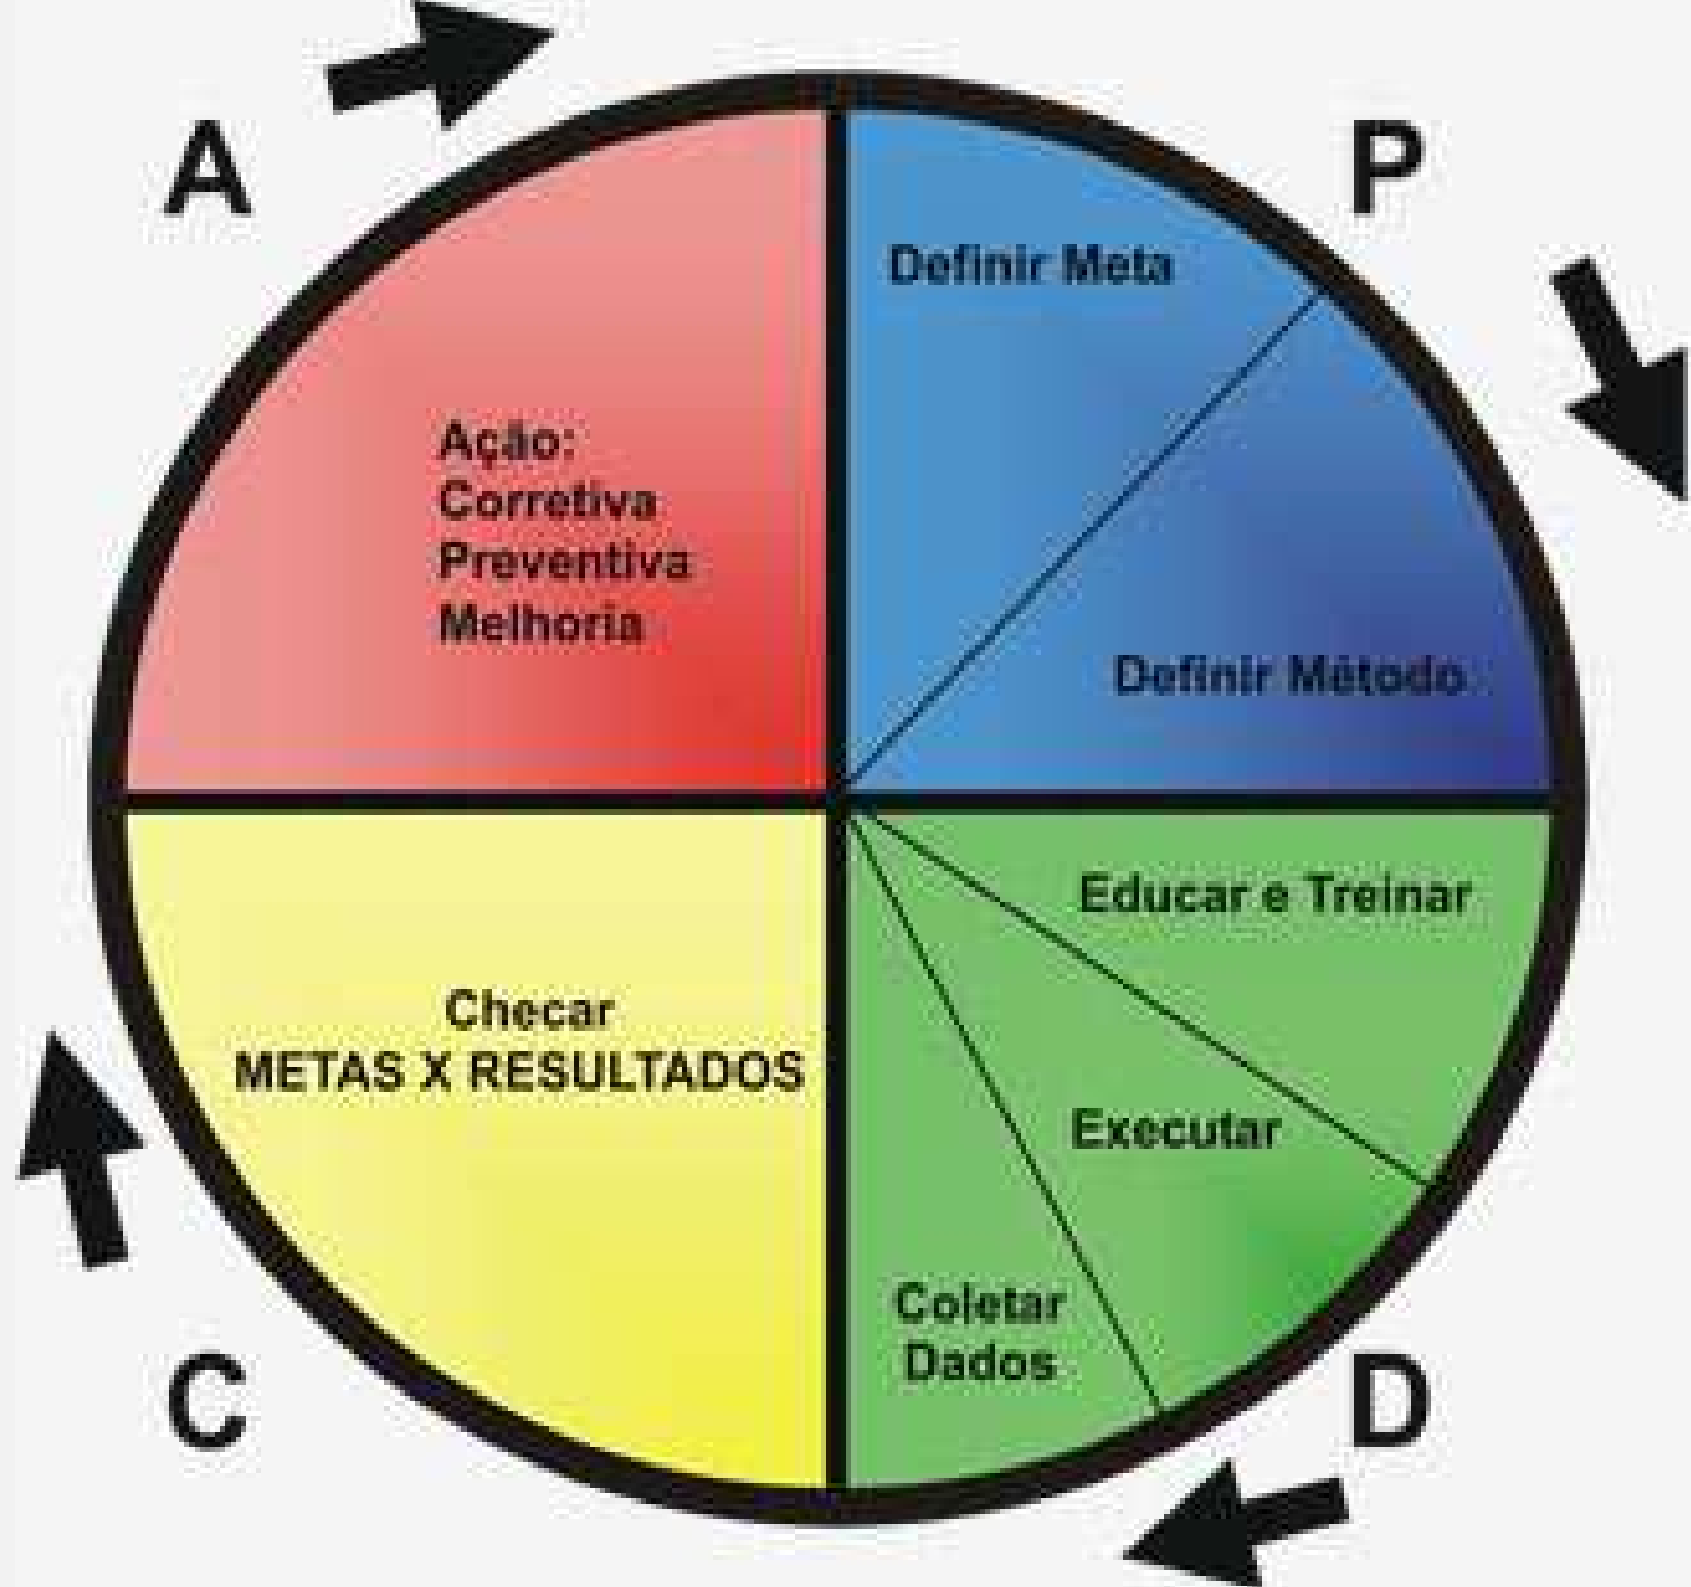 A
P
Definir Meta
Ação:
Corretiva
Preventiva
Melhoria
Definir Método
Educar e Treinar
Checar
METAS X RESULTADOS
Executar
Coletar
Dados
C
D